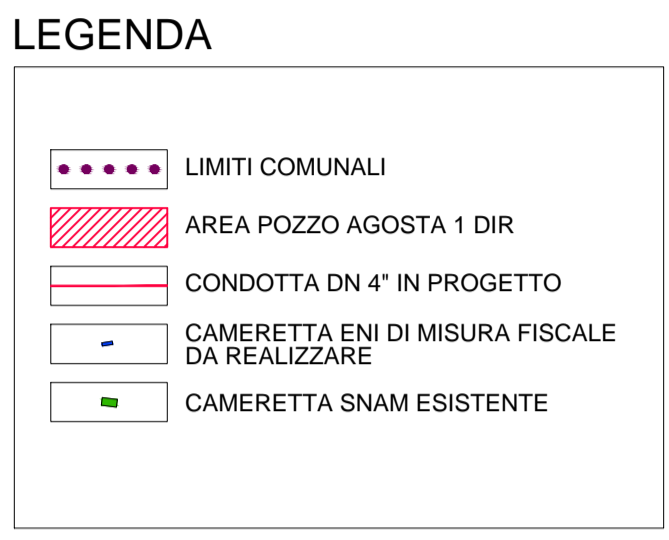 LEGENDA
LIMITI COMUNALI
AREA POZZO AGOSTA 1 DIR
CONDOTTA DN 4" IN PROGETTO
CAMERETTA ENI DI MISURA FISCALE
DA REALIZZARE
CAMERETTA SNAM ESISTENTE